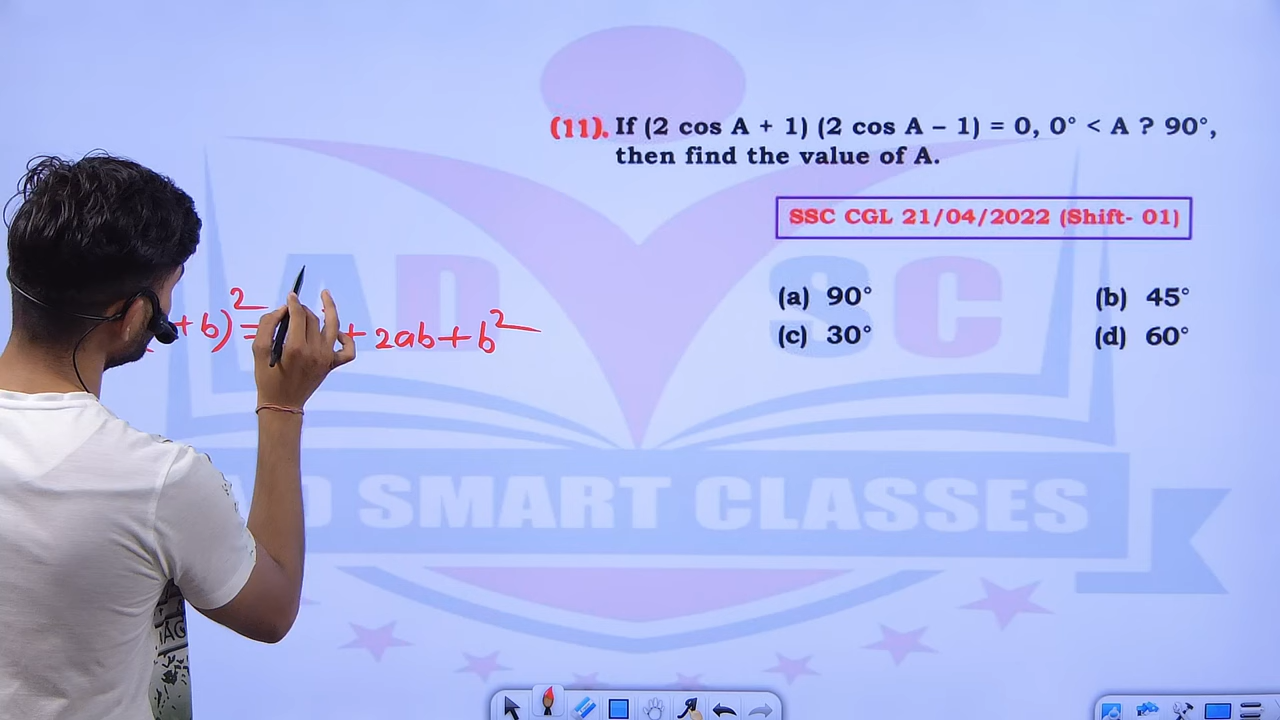 (11). If (2 cos A + 1) (2 cos A – 1) = 0, 0° < A ? 90°,
then find the value of A.
SSC CGL 21/04/2022 (Shift- 01)
(a) 90° (b) 45°
(c) 30° (d) 60°
+b)² = + 2ab + b²
AD SC
D SMART CLASSES